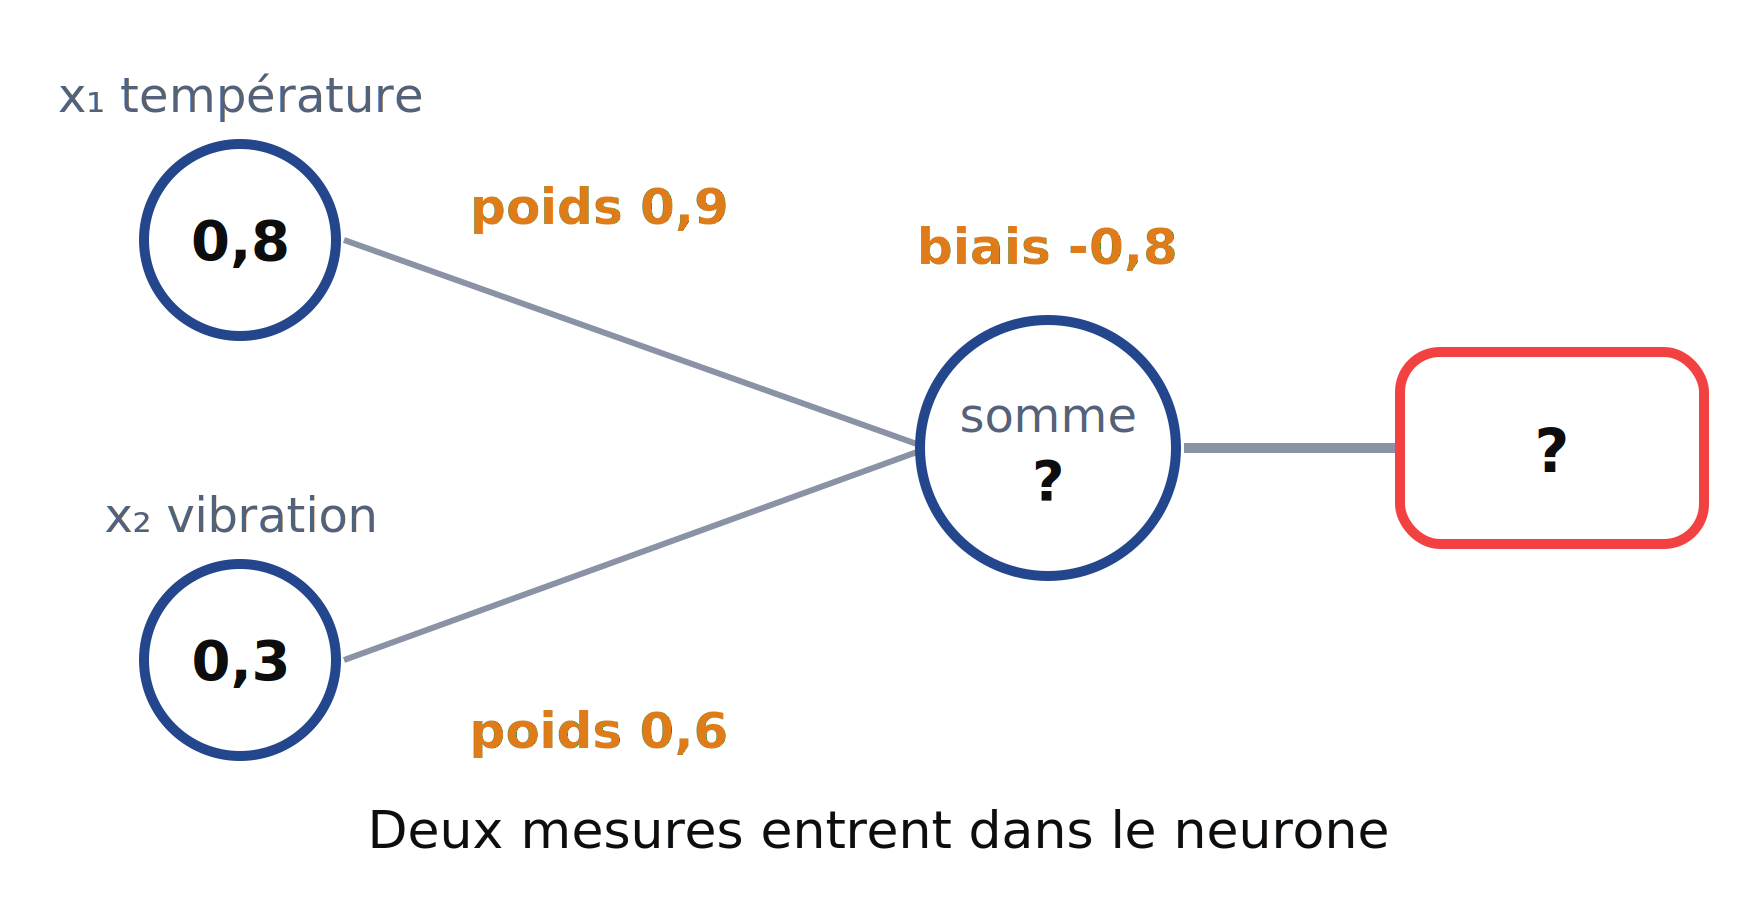 x₁ température
0,8
poids 0,9
biais -0,8
somme
?
?
x₂ vibration
0,3
poids 0,6
Deux mesures entrent dans le neurone